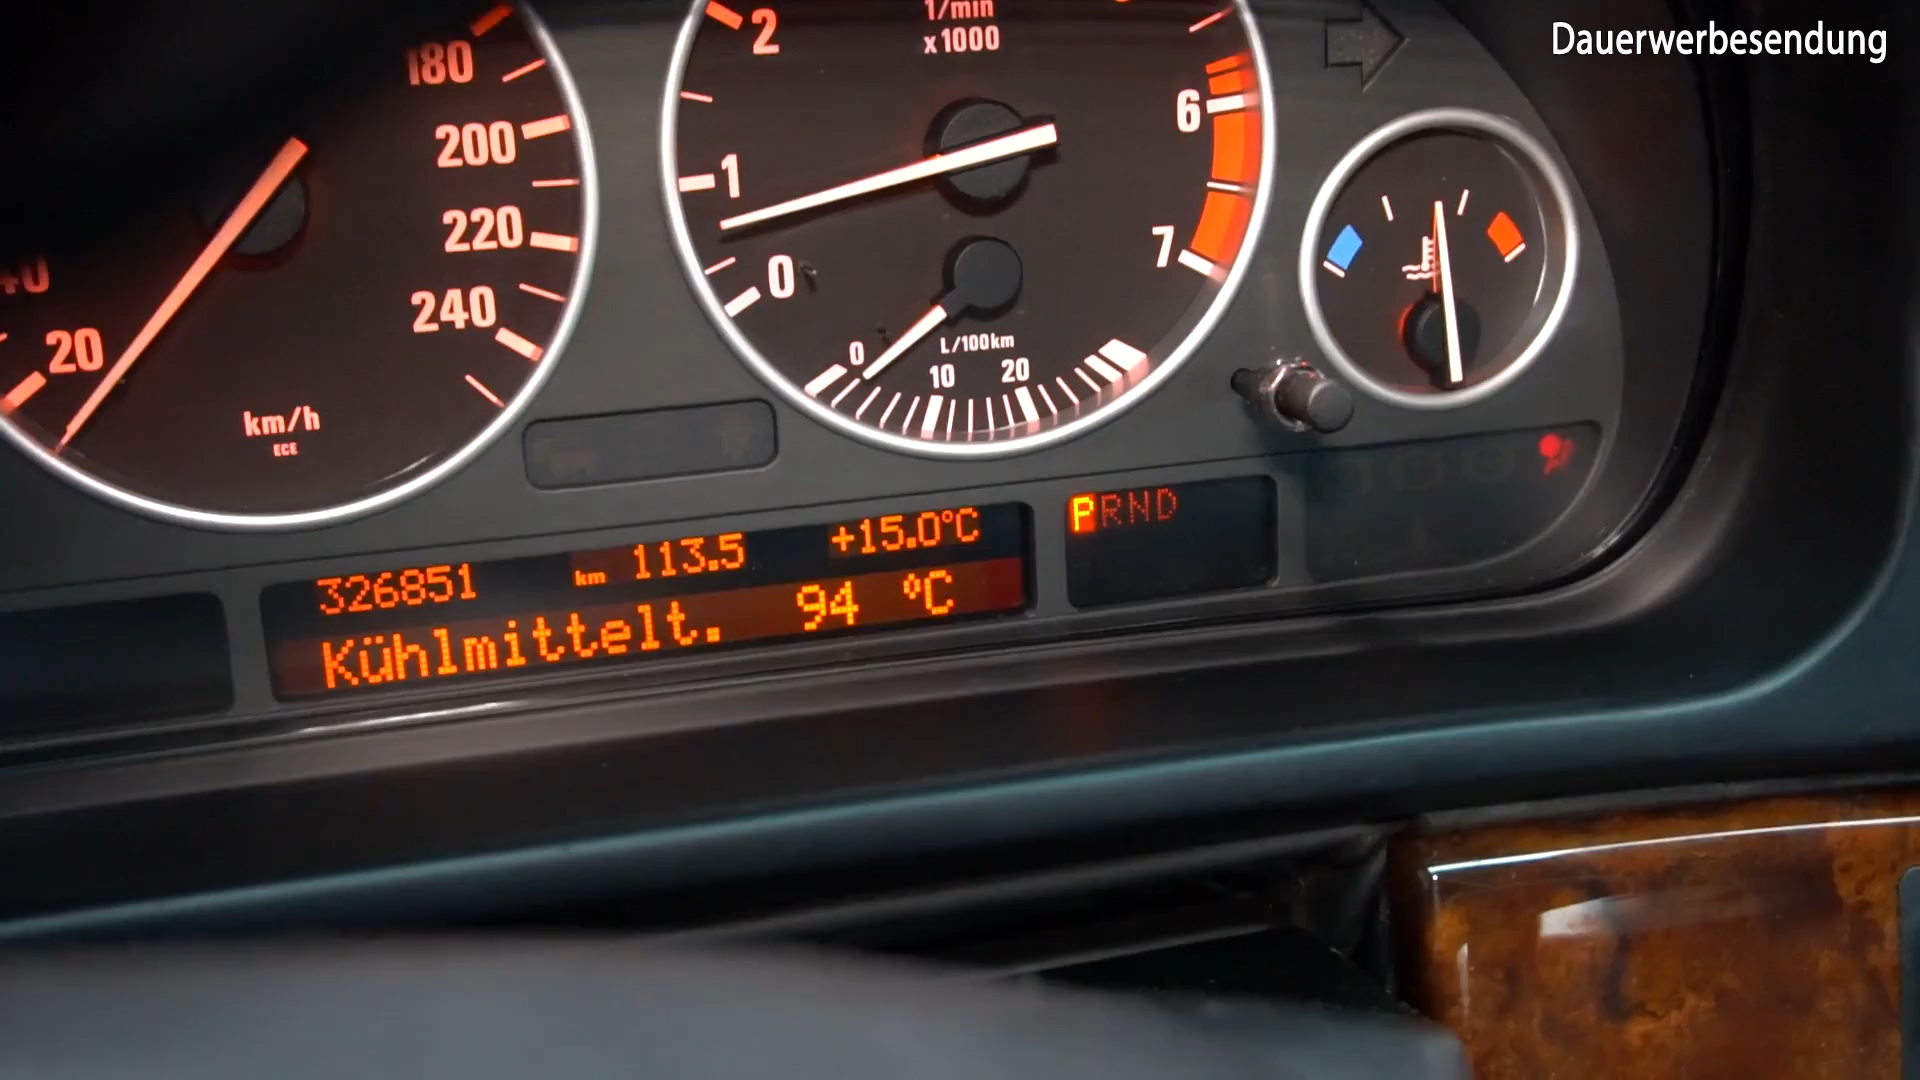 Dauerwerbesendung
180
200
220
240
20
km/h
ECE
1/min
x1000
2
1
0
6
7
L/100km
0
10
20
326851 km 113.5 +15.0°C
Kühlmittelt. 94 °C
PRND